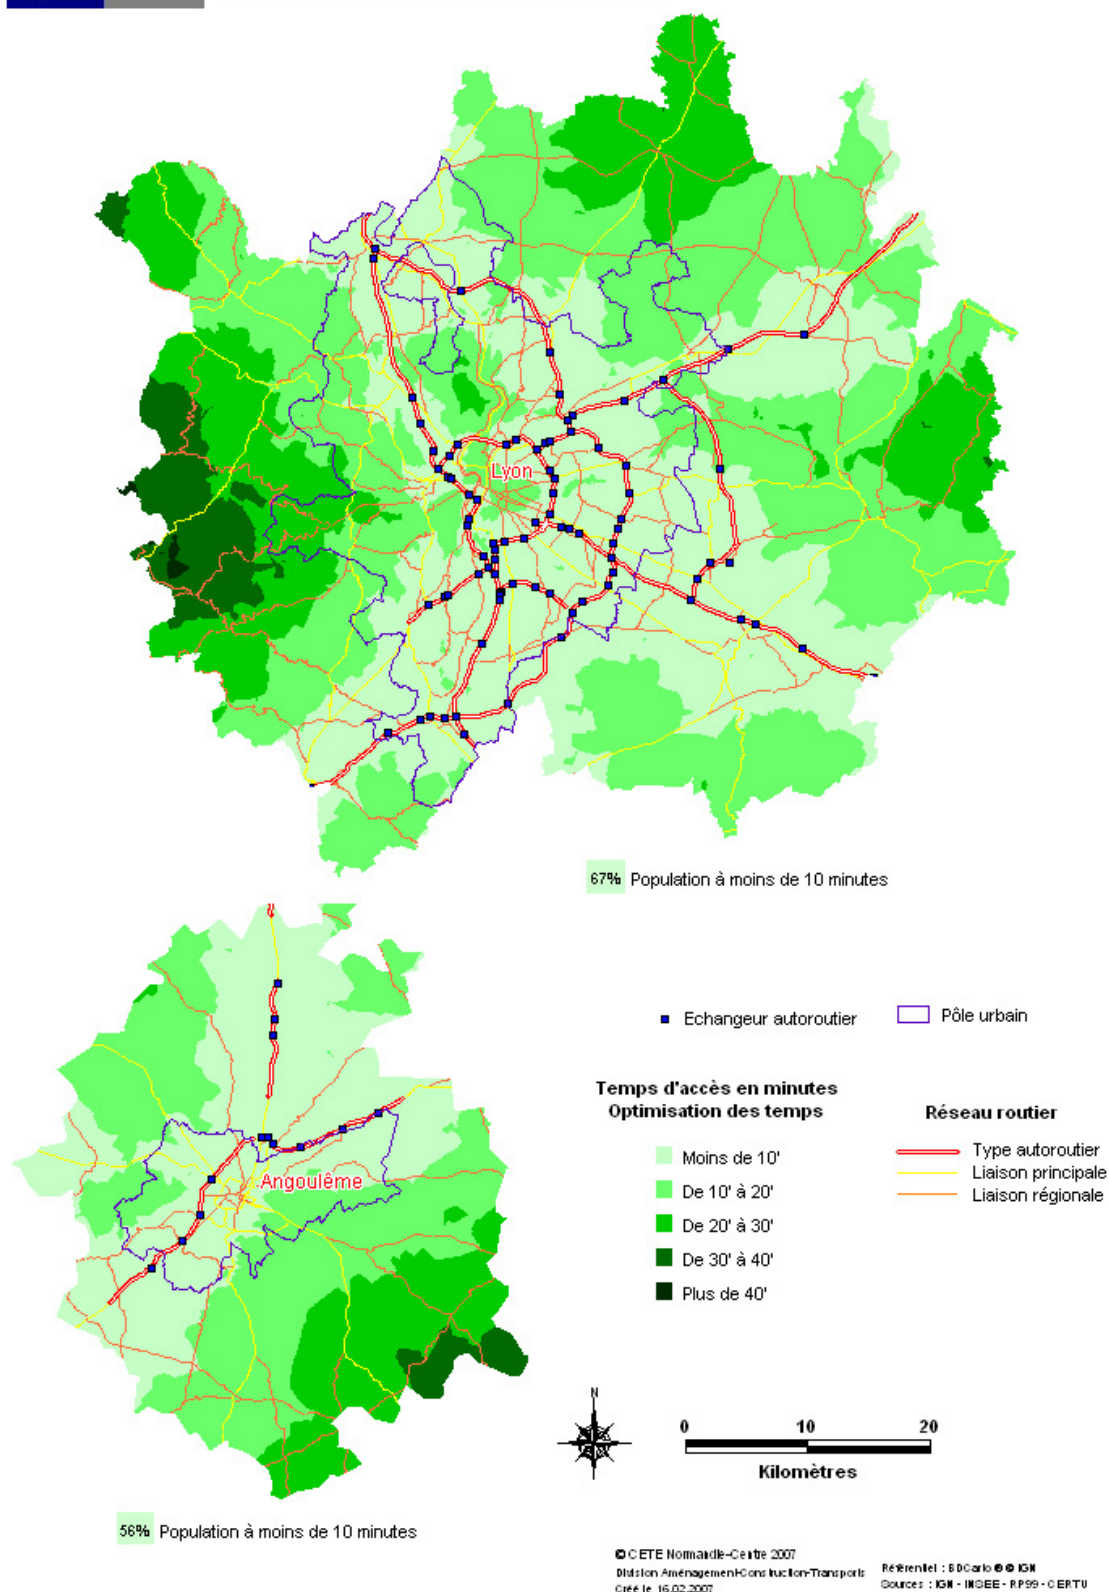 Lyon
67% Population à moins de 10 minutes
Angoulême
Echangeur autoroutier
Pôle urbain
Temps d'accès en minutes
Optimisation des temps
Moins de 10'
De 10' à 20'
De 20' à 30'
De 30' à 40'
Plus de 40'
Réseau routier
Type autoroutier
Liaison principale
Liaison régionale
N
0 10 20
Kilomètres
56% Population à moins de 10 minutes
© CETE Normandie-Centre 2007
Division Aménagement-Construction-Transports
Créé le 16.02.2007
Référentiel : BDCarto © © IGN
Sources : IGN - INSEE - RP99 - CERTU